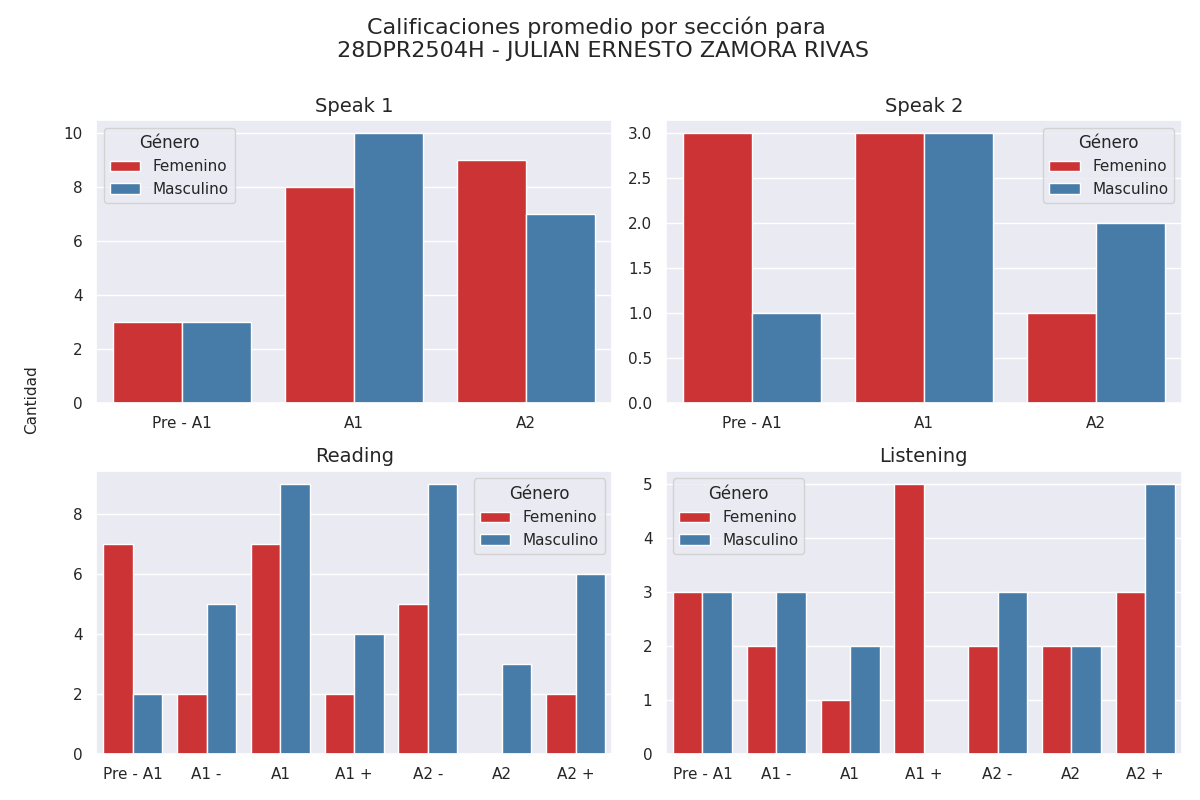 Calificaciones promedio por sección para
28DPR2504H - JULIAN ERNESTO ZAMORA RIVAS
Cantidad
Speak 1
Género
Femenino
Masculino
10
8
6
4
2
0
Pre - A1 A1 A2
Speak 2
Género
Femenino
Masculino
3.0
2.5
2.0
1.5
1.0
0.5
0.0
Pre - A1 A1 A2
Reading
Género
Femenino
Masculino
8
6
4
2
0
Pre - A1 A1 - A1 A1 + A2 - A2 A2 +
Listening
Género
Femenino
Masculino
5
4
3
2
1
0
Pre - A1 A1 - A1 A1 + A2 - A2 A2 +